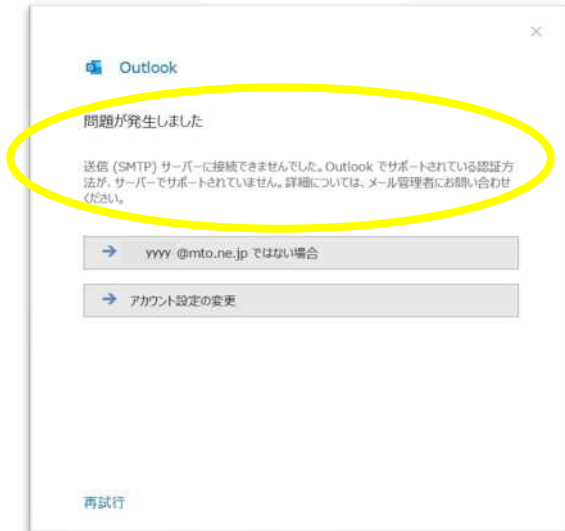 Outlook
問題が発生しました
送信 (SMTP) サーバーに接続できませんでした。Outlook でサポートされている認証方
法が、サーバーでサポートされていません。詳細については、メール管理者にお問い合わせ
ください。
yyyy @mto.ne.jp ではない場合
アカウント設定の変更
再試行